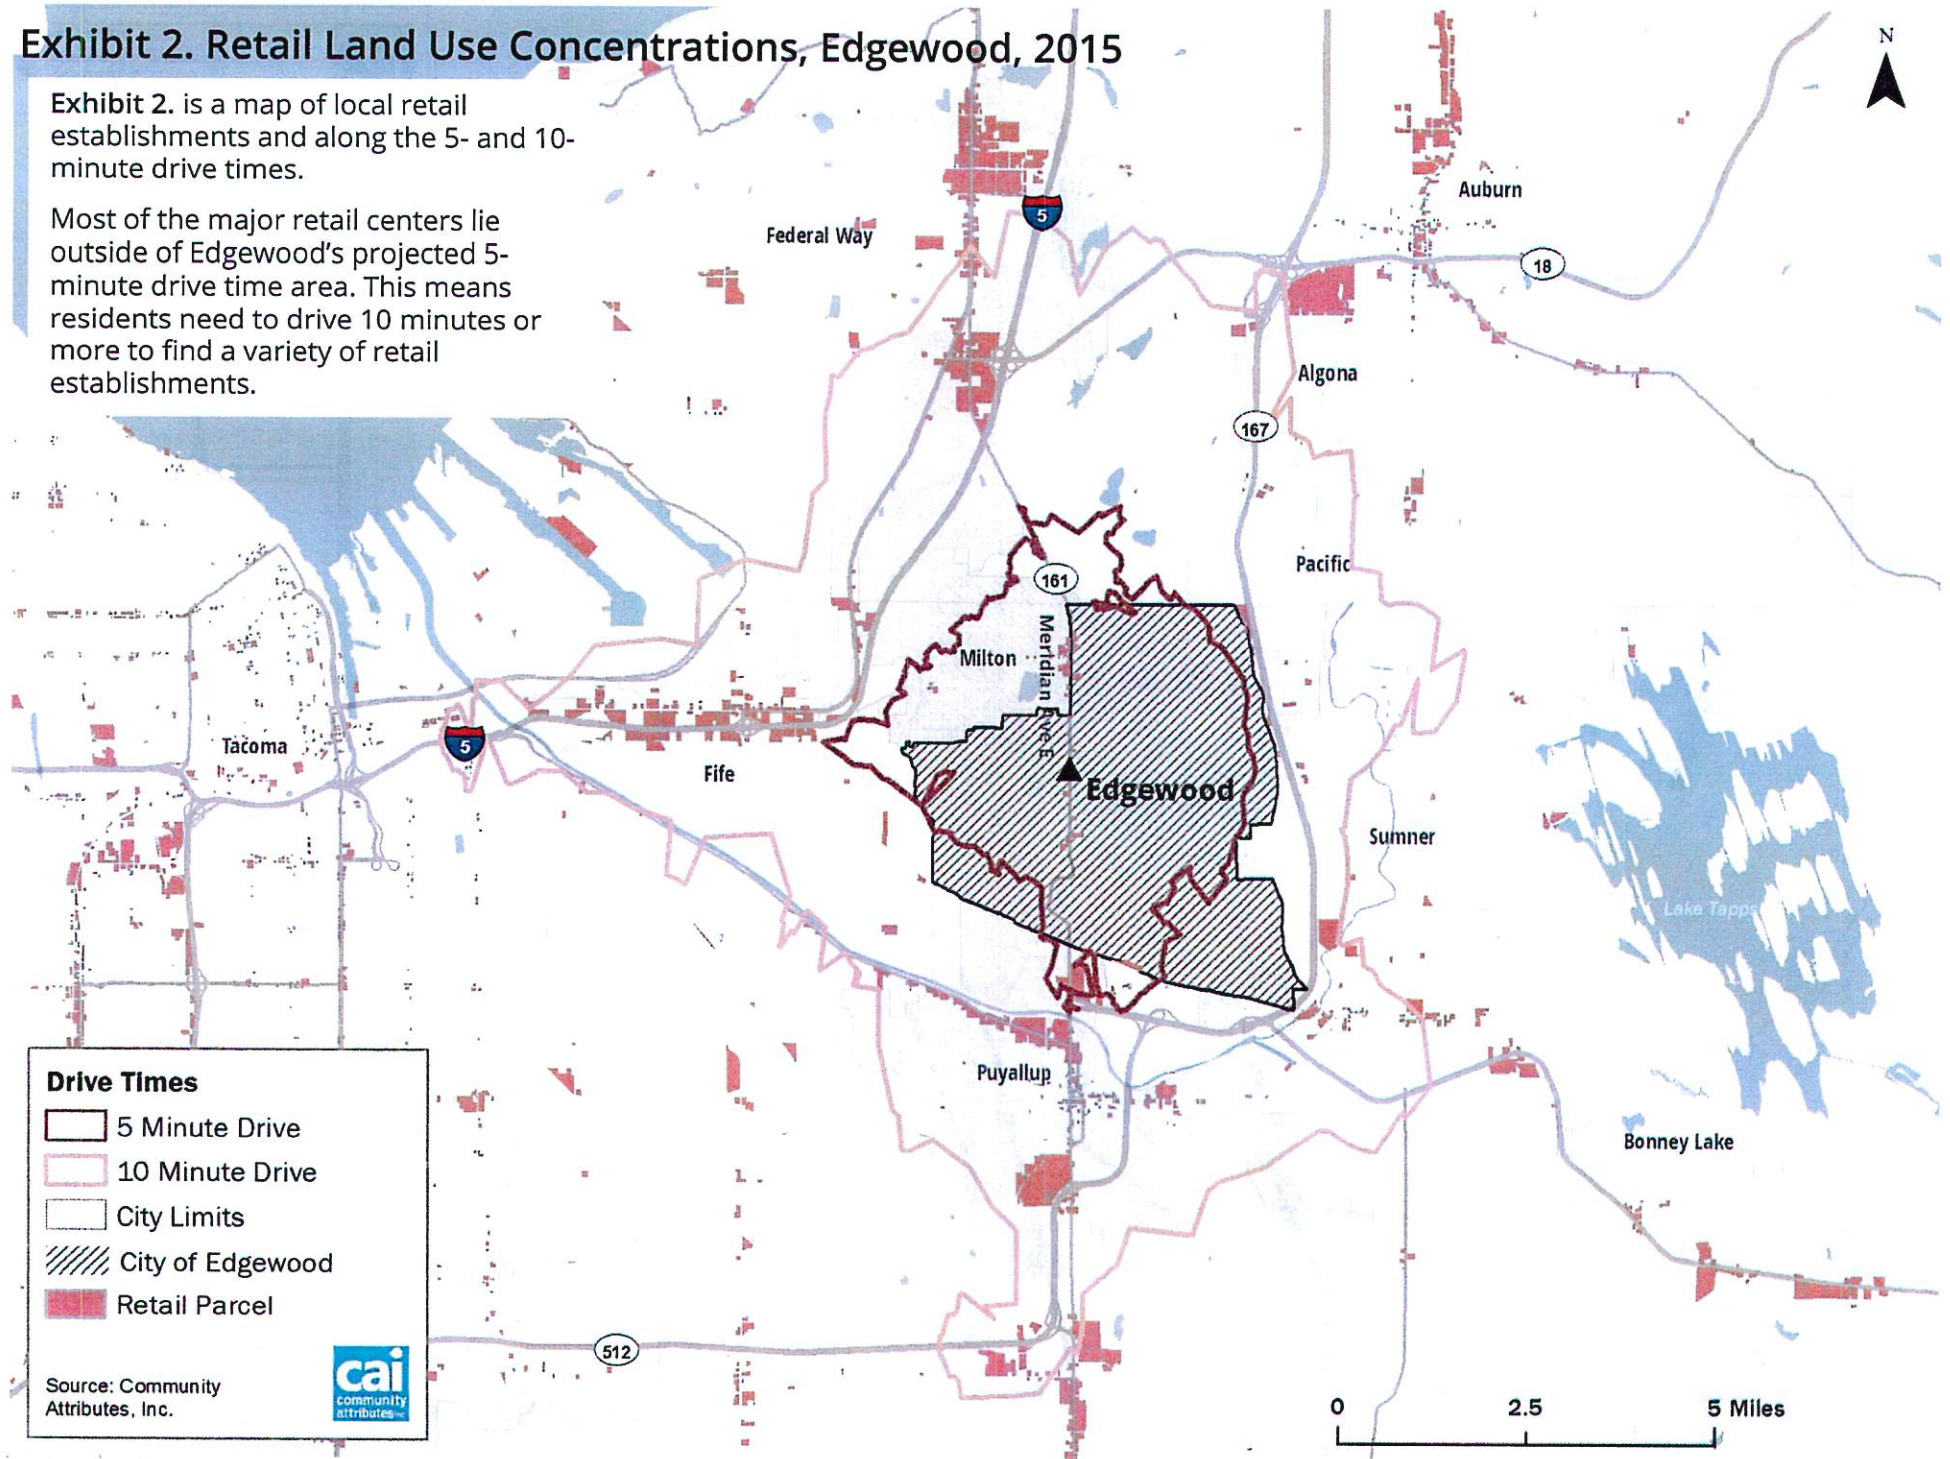 Exhibit 2. Retail Land Use Concentrations, Edgewood, 2015
Exhibit 2. is a map of local retail
establishments and along the 5- and 10-
minute drive times.
Most of the major retail centers lie
outside of Edgewood's projected 5-
minute drive time area. This means
residents need to drive 10 minutes or
more to find a variety of retail
establishments.
N
Auburn
5
Federal Way
18
Algona
167
Pacific
161
Meridian Ave E
Milton
Tacoma
5
Fife
Edgewood
Sumner
Lake Tapps
Puyallup
Bonney Lake
512
Drive Times
5 Minute Drive
10 Minute Drive
City Limits
City of Edgewood
Retail Parcel
Source: Community
Attributes, Inc.
cai
community
attributes inc
0 2.5 5 Miles